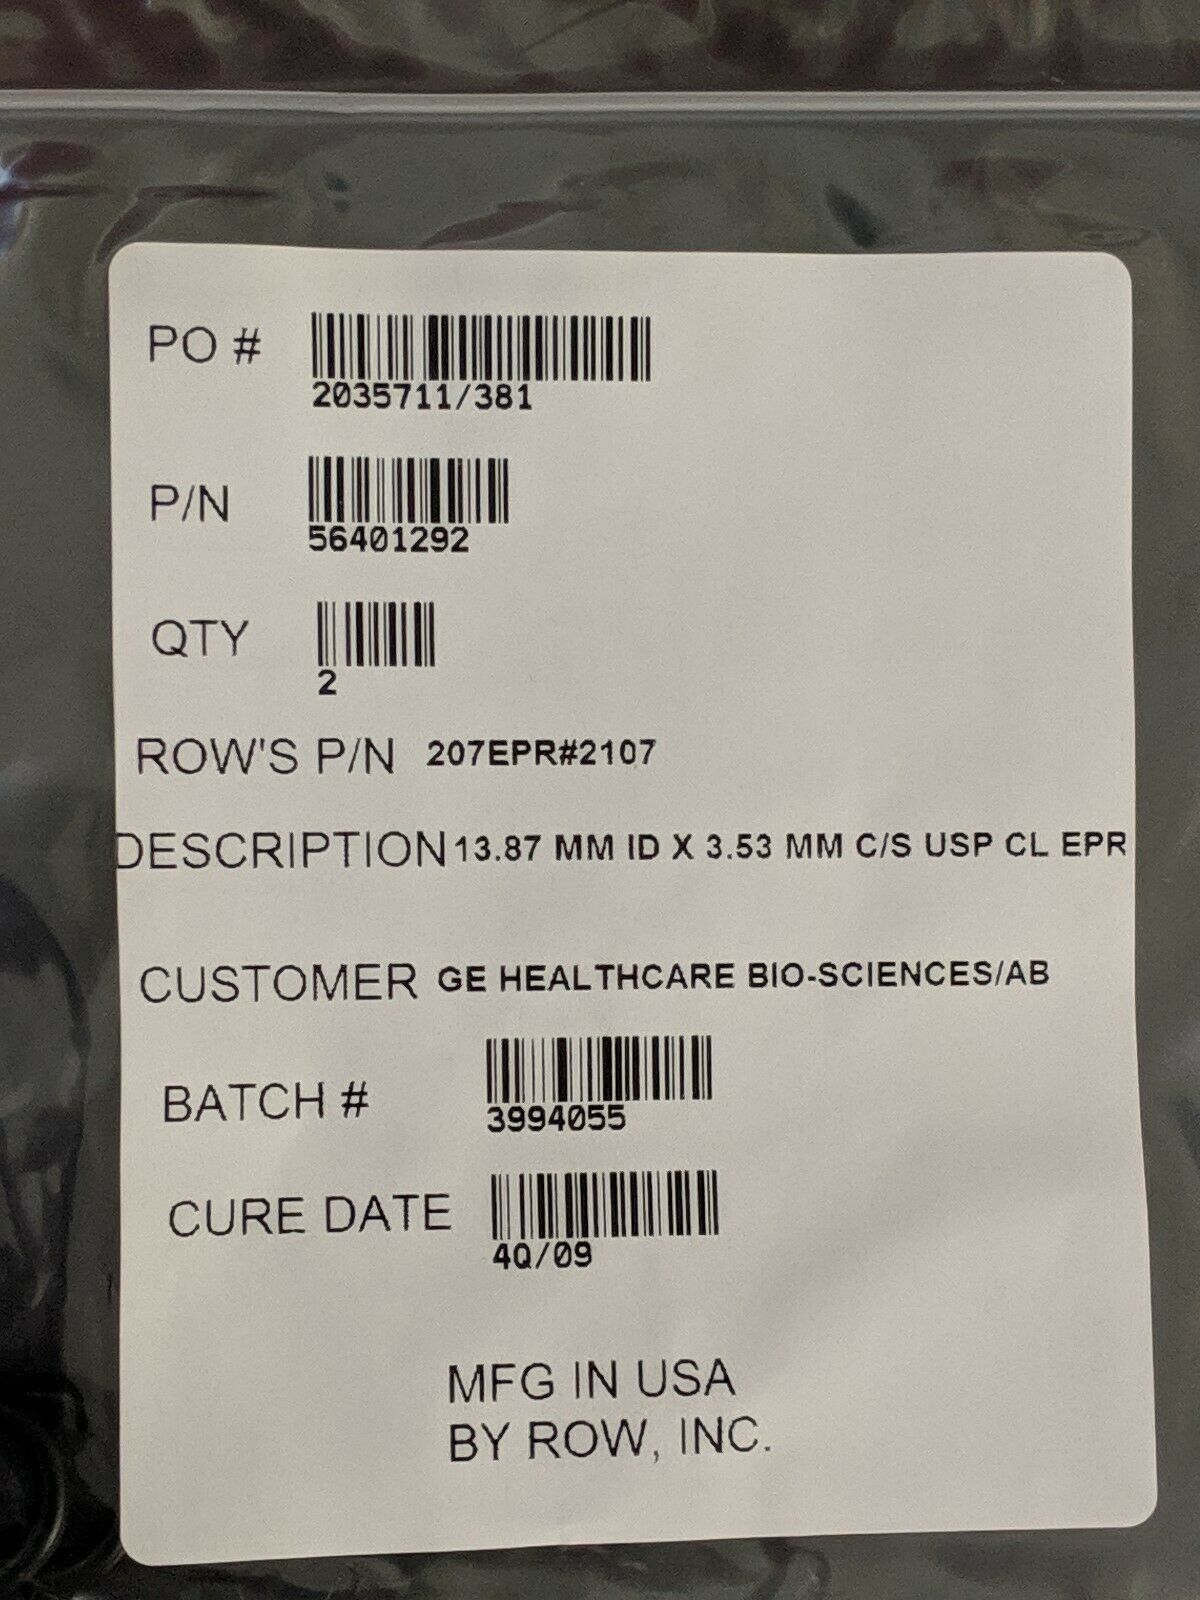 PO # 2035711/381
P/N 56401292
QTY 2
ROW'S P/N 207EPR#2107
DESCRIPTION 13.87 MM ID X 3.53 MM C/S USP CL EPR
CUSTOMER GE HEALTHCARE BIO-SCIENCES/AB
BATCH # 3994055
CURE DATE 4Q/09
MFG IN USA
BY ROW, INC.